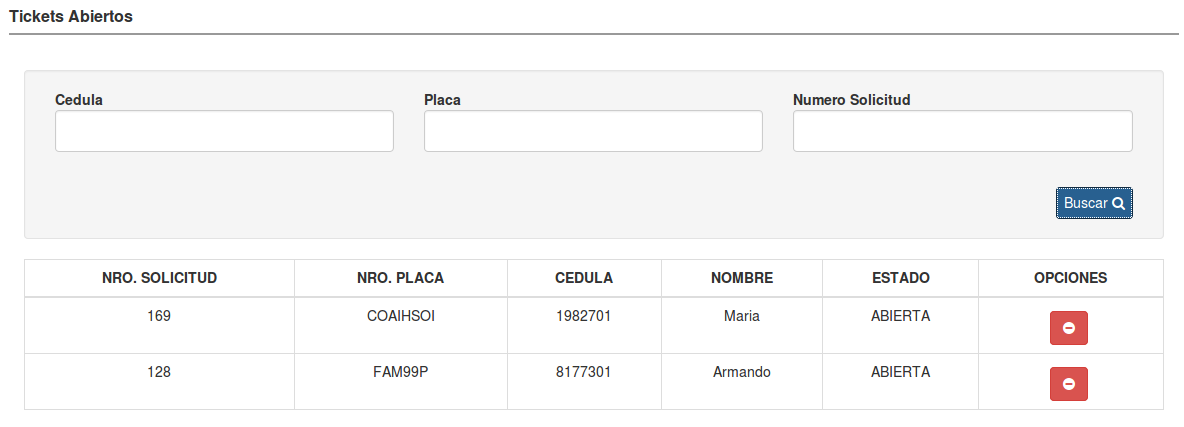 Tickets Abiertos
Cedula Placa Numero Solicitud
Buscar
NRO. SOLICITUD NRO. PLACA CEDULA NOMBRE ESTADO OPCIONES
169 COAIHSOI 1982701 Maria ABIERTA
128 FAM99P 8177301 Armando ABIERTA